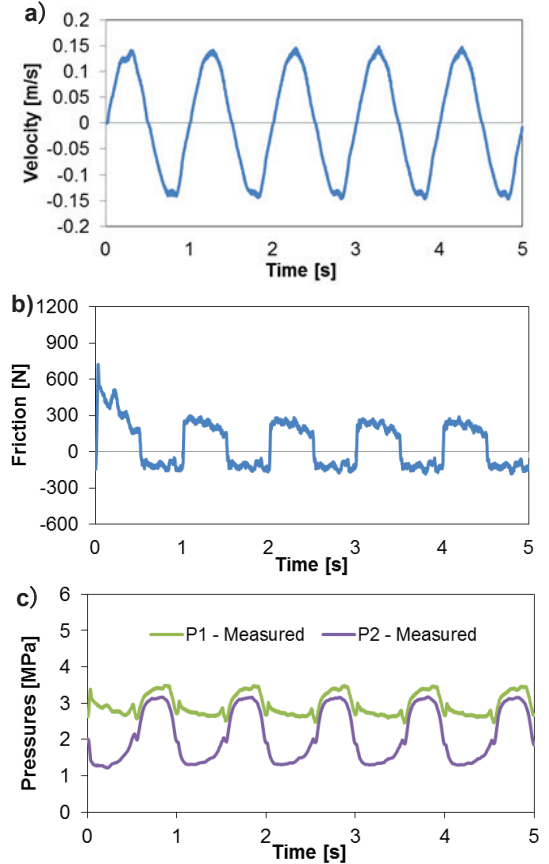 a)
Velocity [m/s]
0.2
0.15
0.1
0.05
0
-0.05
-0.1
-0.15
-0.2
0 1 2 3 4 5
Time [s]
b)
Friction [N]
1200
900
600
300
0
-300
-600
0 1 2 3 4 5
Time [s]
c)
Pressures [MPa]
6
5
4
3
2
1
0
P1 - Measured P2 - Measured
0 1 2 3 4 5
Time [s]